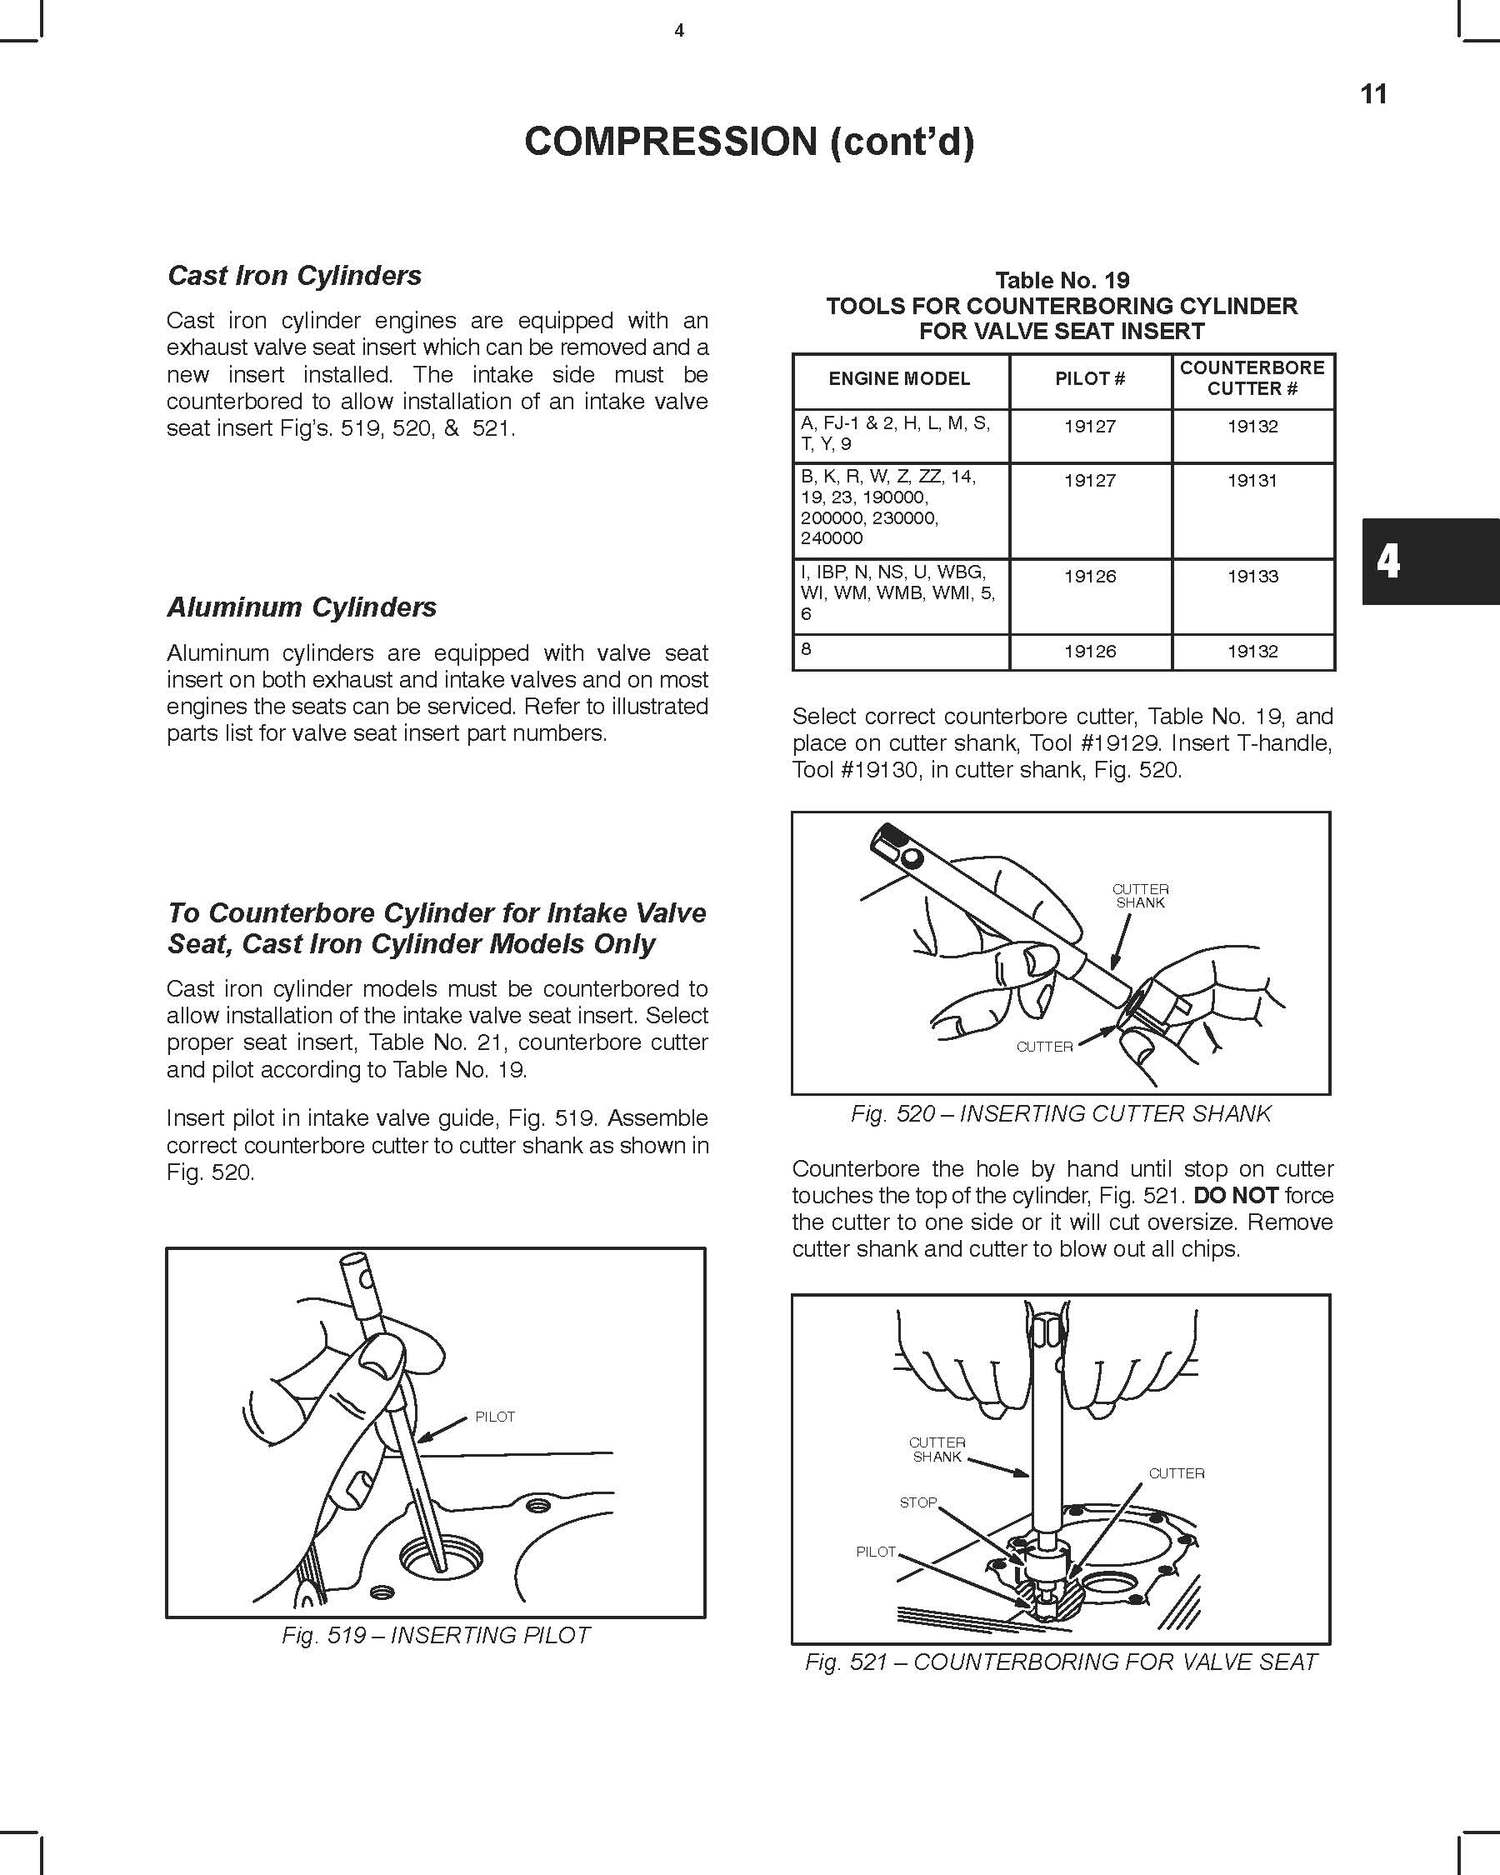 4
11
COMPRESSION (cont’d)
Cast Iron Cylinders
Cast iron cylinder engines are equipped with an
exhaust valve seat insert which can be removed and a
new insert installed. The intake side must be
counterbored to allow installation of an intake valve
seat insert Fig’s. 519, 520, & 521.
Aluminum Cylinders
Aluminum cylinders are equipped with valve seat
insert on both exhaust and intake valves and on most
engines the seats can be serviced. Refer to illustrated
parts list for valve seat insert part numbers.
To Counterbore Cylinder for Intake Valve
Seat, Cast Iron Cylinder Models Only
Cast iron cylinder models must be counterbored to
allow installation of the intake valve seat insert. Select
proper seat insert, Table No. 21, counterbore cutter
and pilot according to Table No. 19.
Insert pilot in intake valve guide, Fig. 519. Assemble
correct counterbore cutter to cutter shank as shown in
Fig. 520.
PILOT
Fig. 519 – INSERTING PILOT
Table No. 19
TOOLS FOR COUNTERBORING CYLINDER
FOR VALVE SEAT INSERT
ENGINE MODEL PILOT # COUNTERBORE
CUTTER #
A, FJ-1 & 2, H, L, M, S, 19127 19132
T, Y, 9
B, K, R, W, Z, ZZ, 14, 19127 19131
19, 23, 190000,
200000, 230000,
240000
I, IBP, N, NS, U, WBG, 19126 19133
WI, WM, WMB, WMI, 5,
6
8 19126 19132
4
Select correct counterbore cutter, Table No. 19, and
place on cutter shank, Tool #19129. Insert T-handle,
Tool #19130, in cutter shank, Fig. 520.
CUTTER
SHANK
CUTTER
Fig. 520 – INSERTING CUTTER SHANK
Counterbore the hole by hand until stop on cutter
touches the top of the cylinder, Fig. 521. DO NOT force
the cutter to one side or it will cut oversize. Remove
cutter shank and cutter to blow out all chips.
CUTTER
SHANK
CUTTER
STOP
PILOT
Fig. 521 – COUNTERBORING FOR VALVE SEAT